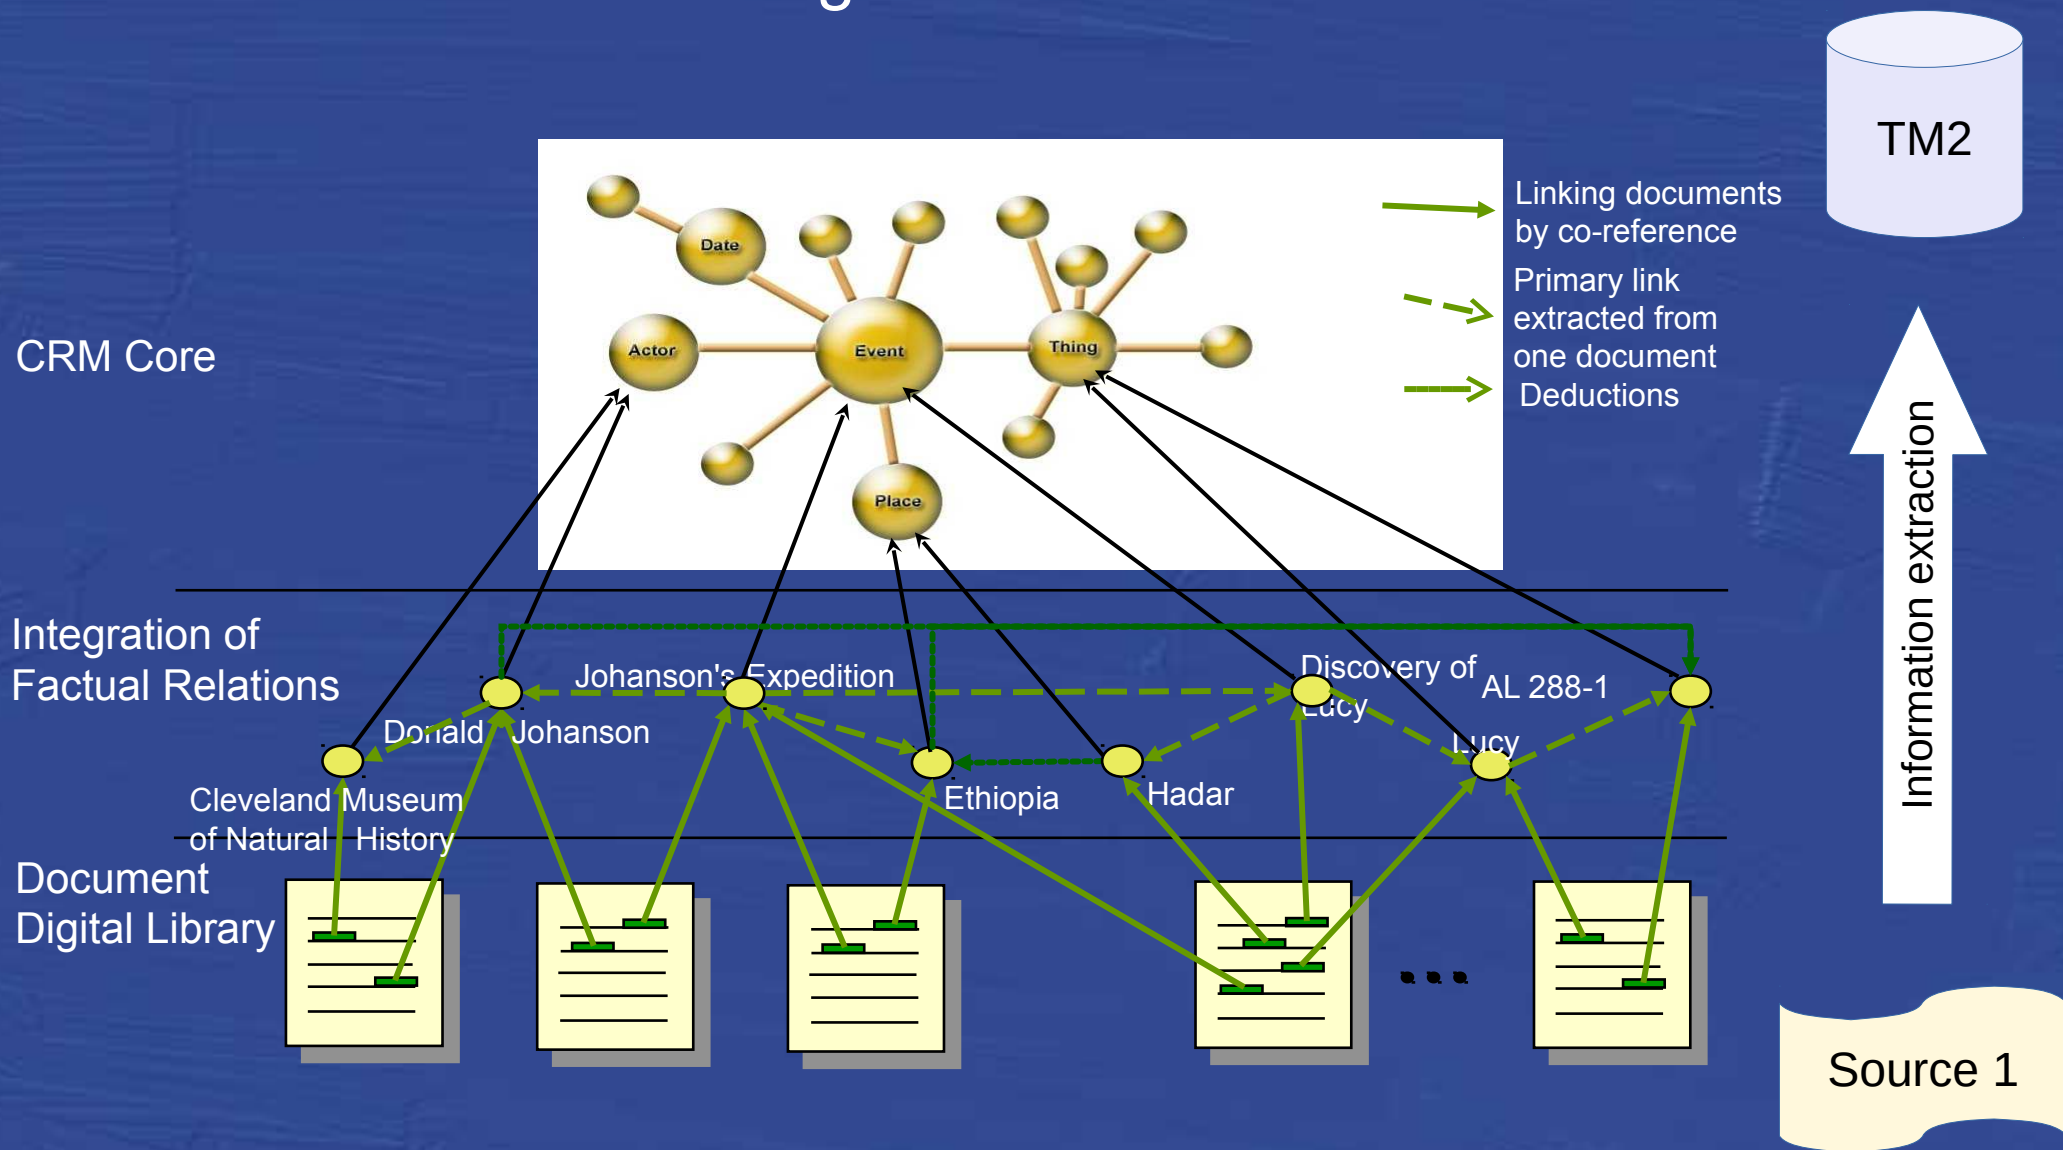 TM2
Linking documents
by co-reference
Primary link
extracted from
one document
Deductions
Date
Actor
Event
Thing
Place
CRM Core
Information extraction
Integration of
Factual Relations
Johanson's Expedition
Discovery of
Lucy
AL 288-1
Donald Johanson
Lucy
Cleveland Museum
of Natural History
Ethiopia
Hadar
Document
Digital Library
Source 1